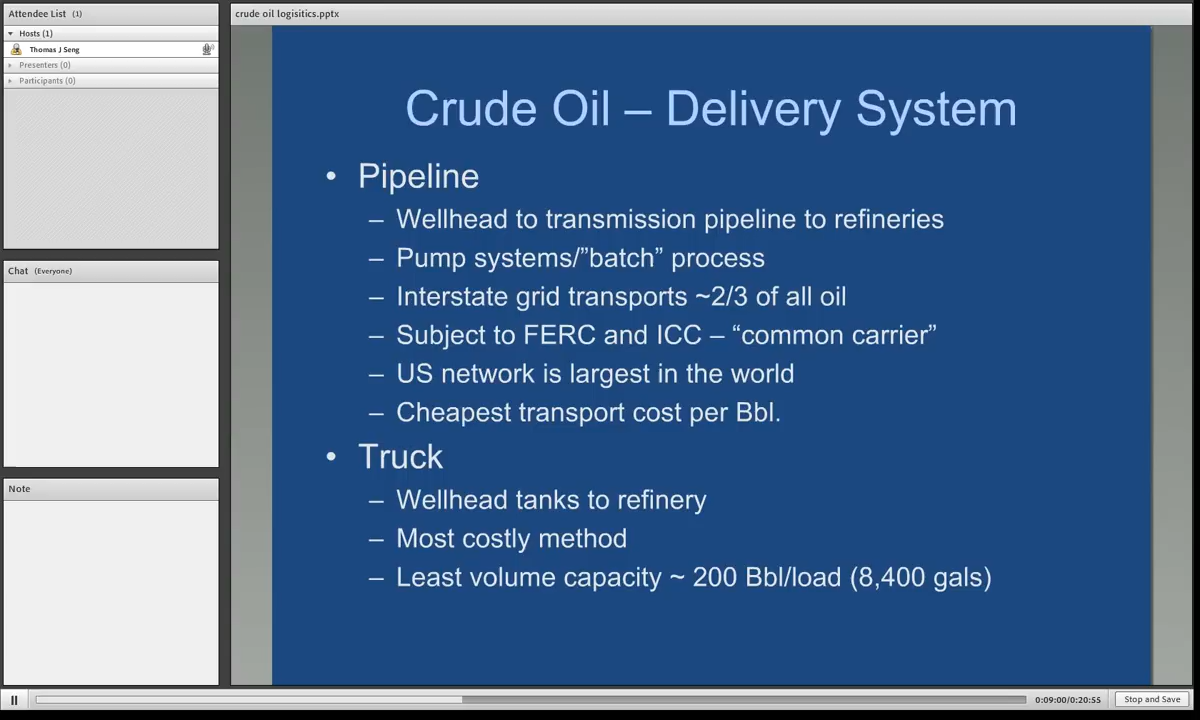 Attendee List (1)
Hosts (1)
Thomas J Seng
Presenters (0)
Participants (0)
Chat (Everyone)
Note
crude oil logisitics.pptx
Crude Oil – Delivery System
• Pipeline
– Wellhead to transmission pipeline to refineries
– Pump systems/”batch” process
– Interstate grid transports ~2/3 of all oil
– Subject to FERC and ICC – “common carrier”
– US network is largest in the world
– Cheapest transport cost per Bbl.
• Truck
– Wellhead tanks to refinery
– Most costly method
– Least volume capacity ~ 200 Bbl/load (8,400 gals)
0:09:00/0:20:55
Stop and Save